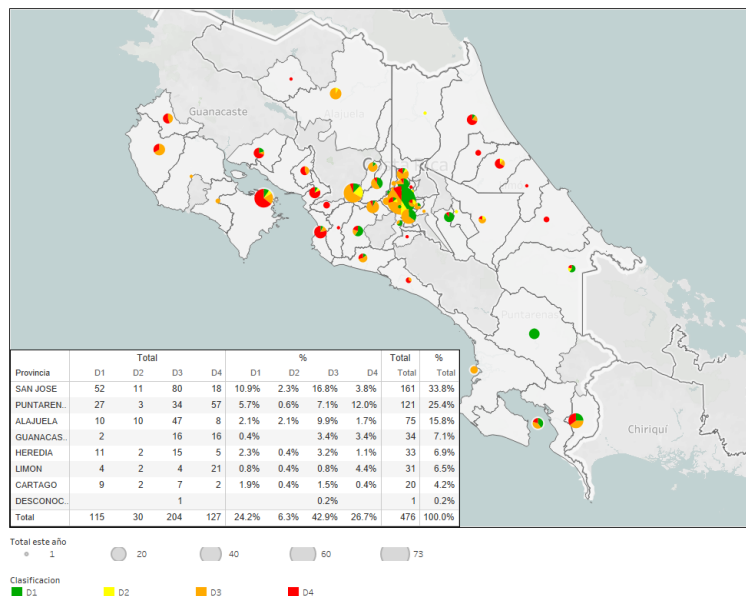 Guanacaste
Alajuela
Puntarenas
Chiriquí
Total % Total %
Provincia D1 D2 D3 D4 D1 D2 D3 D4 Total Total
SAN JOSE 52 11 80 18 10.9% 2.3% 16.8% 3.8% 161 33.8%
PUNTAREN.. 27 3 34 57 5.7% 0.6% 7.1% 12.0% 121 25.4%
ALAJUELA 10 10 47 8 2.1% 2.1% 9.9% 1.7% 75 15.8%
GUANACAS.. 2 16 16 0.4% 3.4% 3.4% 34 7.1%
HEREDIA 11 2 15 5 2.3% 0.4% 3.2% 1.1% 33 6.9%
LIMON 4 2 4 21 0.8% 0.4% 0.8% 4.4% 31 6.5%
CARTAGO 9 2 7 2 1.9% 0.4% 1.5% 0.4% 20 4.2%
DESCONOC.. 1 0.2% 1 0.2%
Total 115 30 204 127 24.2% 6.3% 42.9% 26.7% 476 100.0%
Total este año
1 20 40 60 73
Clasificacion
D1 D2 D3 D4